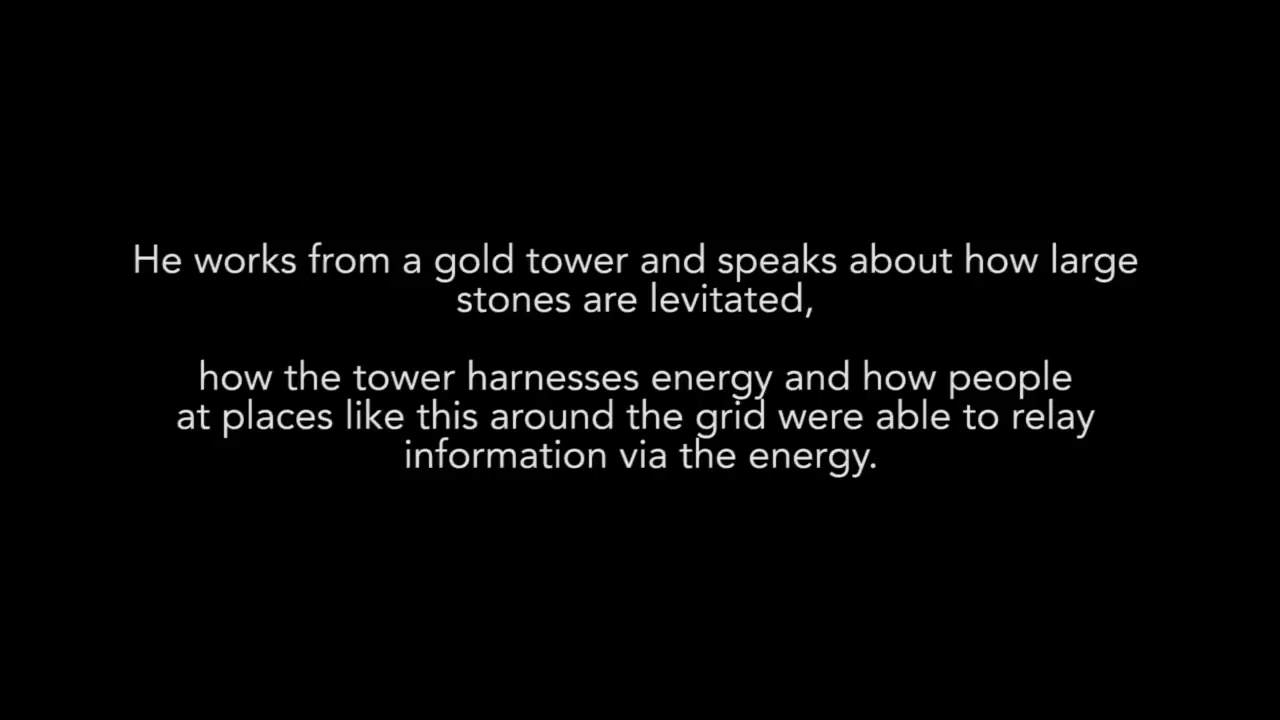 He works from a gold tower and speaks about how large
stones are levitated,
how the tower harnesses energy and how people
at places like this around the grid were able to relay
information via the energy.